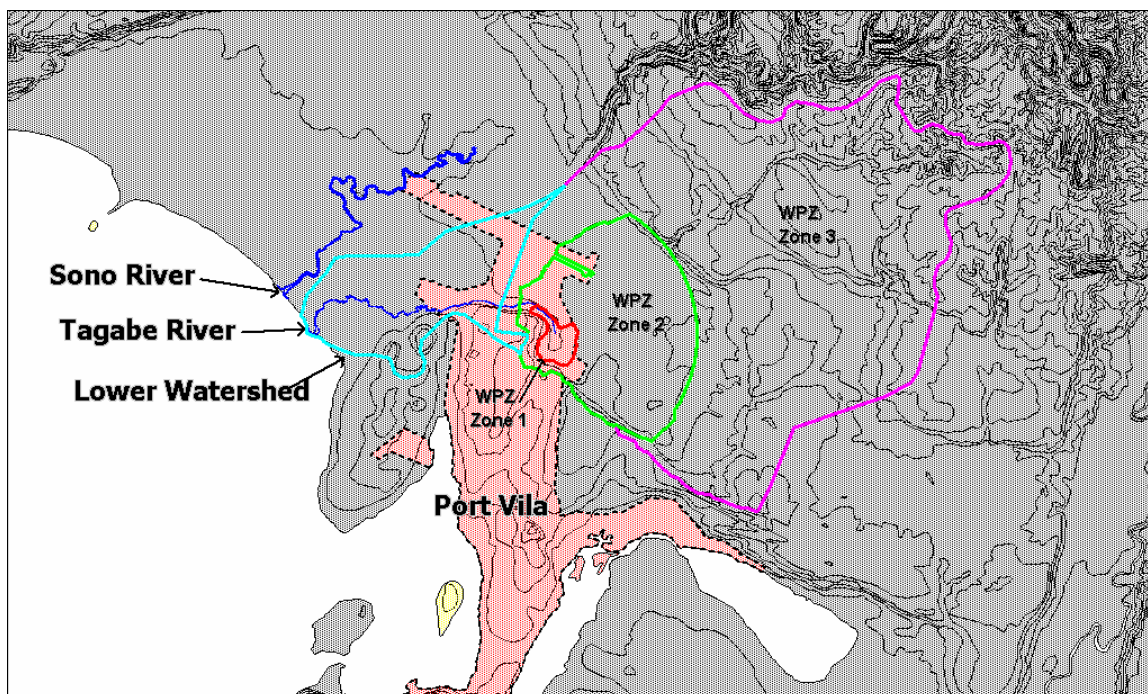 WPZ
Zone 3
Sono River
WPZ
Zone 2
Tagabe River
Lower Watershed
WPZ
Zone 1
Port Vila